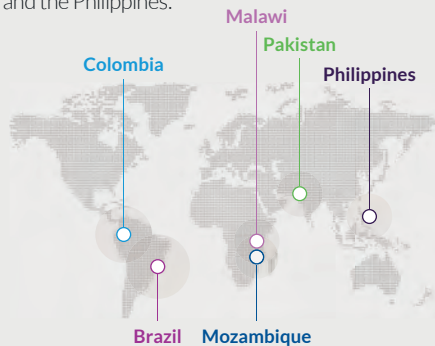 and the Philippines.
Malawi
Pakistan
Colombia
Philippines
Brazil
Mozambique